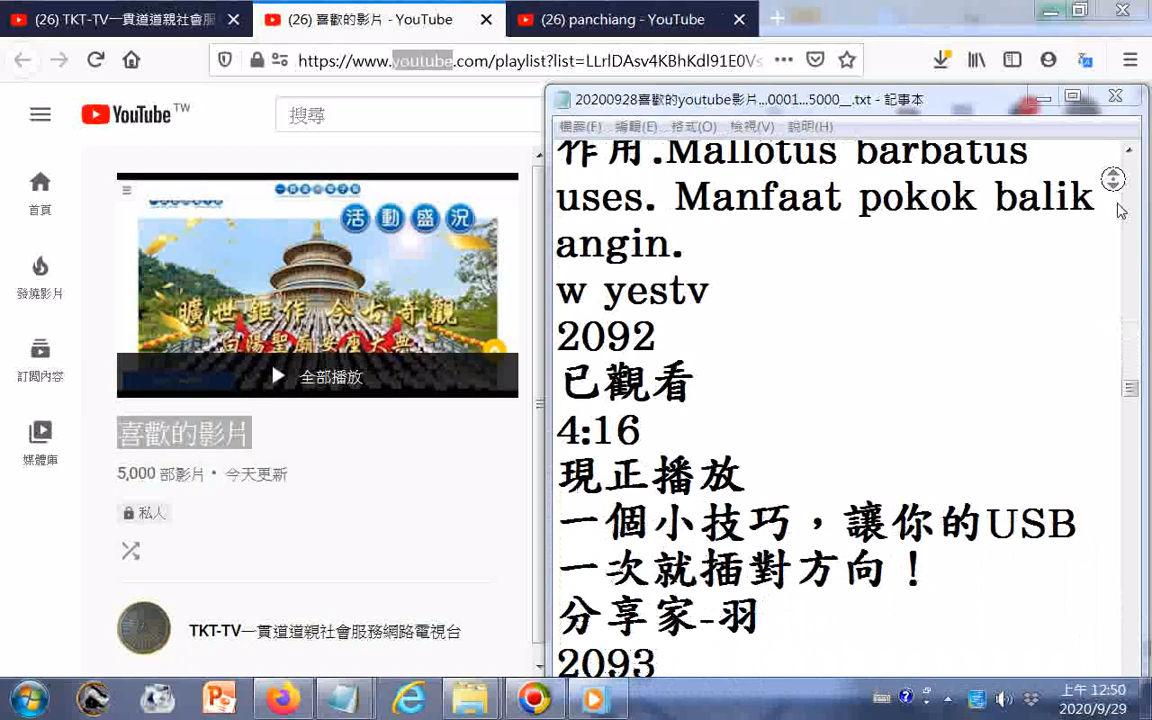 (26) TKT-TV一貫道道親社會服
(26) 喜歡的影片 - YouTube
(26) panchiang - YouTube
https://www.youtube.com/playlist?list=LLrlDAsv4KBhKdl91E0Vs
YouTube TW
搜尋
首頁
發燒影片
訂閱內容
媒體庫
活動盛況
曠世鉅作 今古奇觀
全部播放
喜歡的影片
5,000 部影片・今天更新
私人
TKT-TV一貫道道親社會服務網路電視台
20200928喜歡的youtube影片...0001...5000__.txt - 記事本
檔案(F) 編輯(E) 格式(O) 檢視(V) 說明(H)
作用.Mallotus barbatus
uses. Manfaat pokok balik
angin.
w yestv
2092
已觀看
4:16
現正播放
一個小技巧，讓你的USB
一次就插對方向！
分享家-羽
2093
上午 12:50
2020/9/29